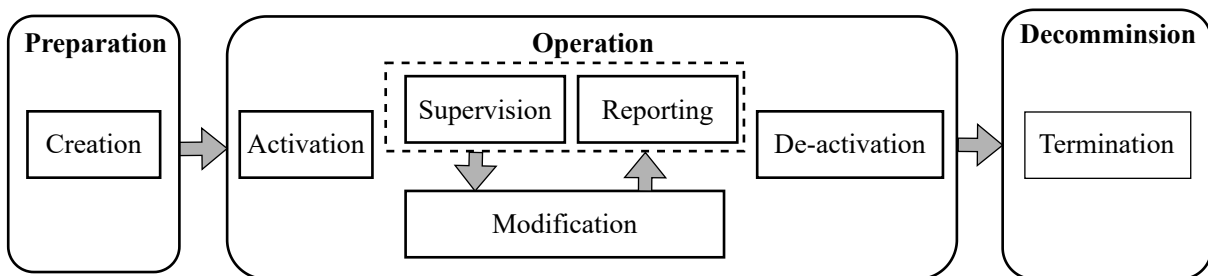 Preparation
Creation
Operation
Activation
Supervision
Reporting
Modification
De-activation
Decomminsion
Termination